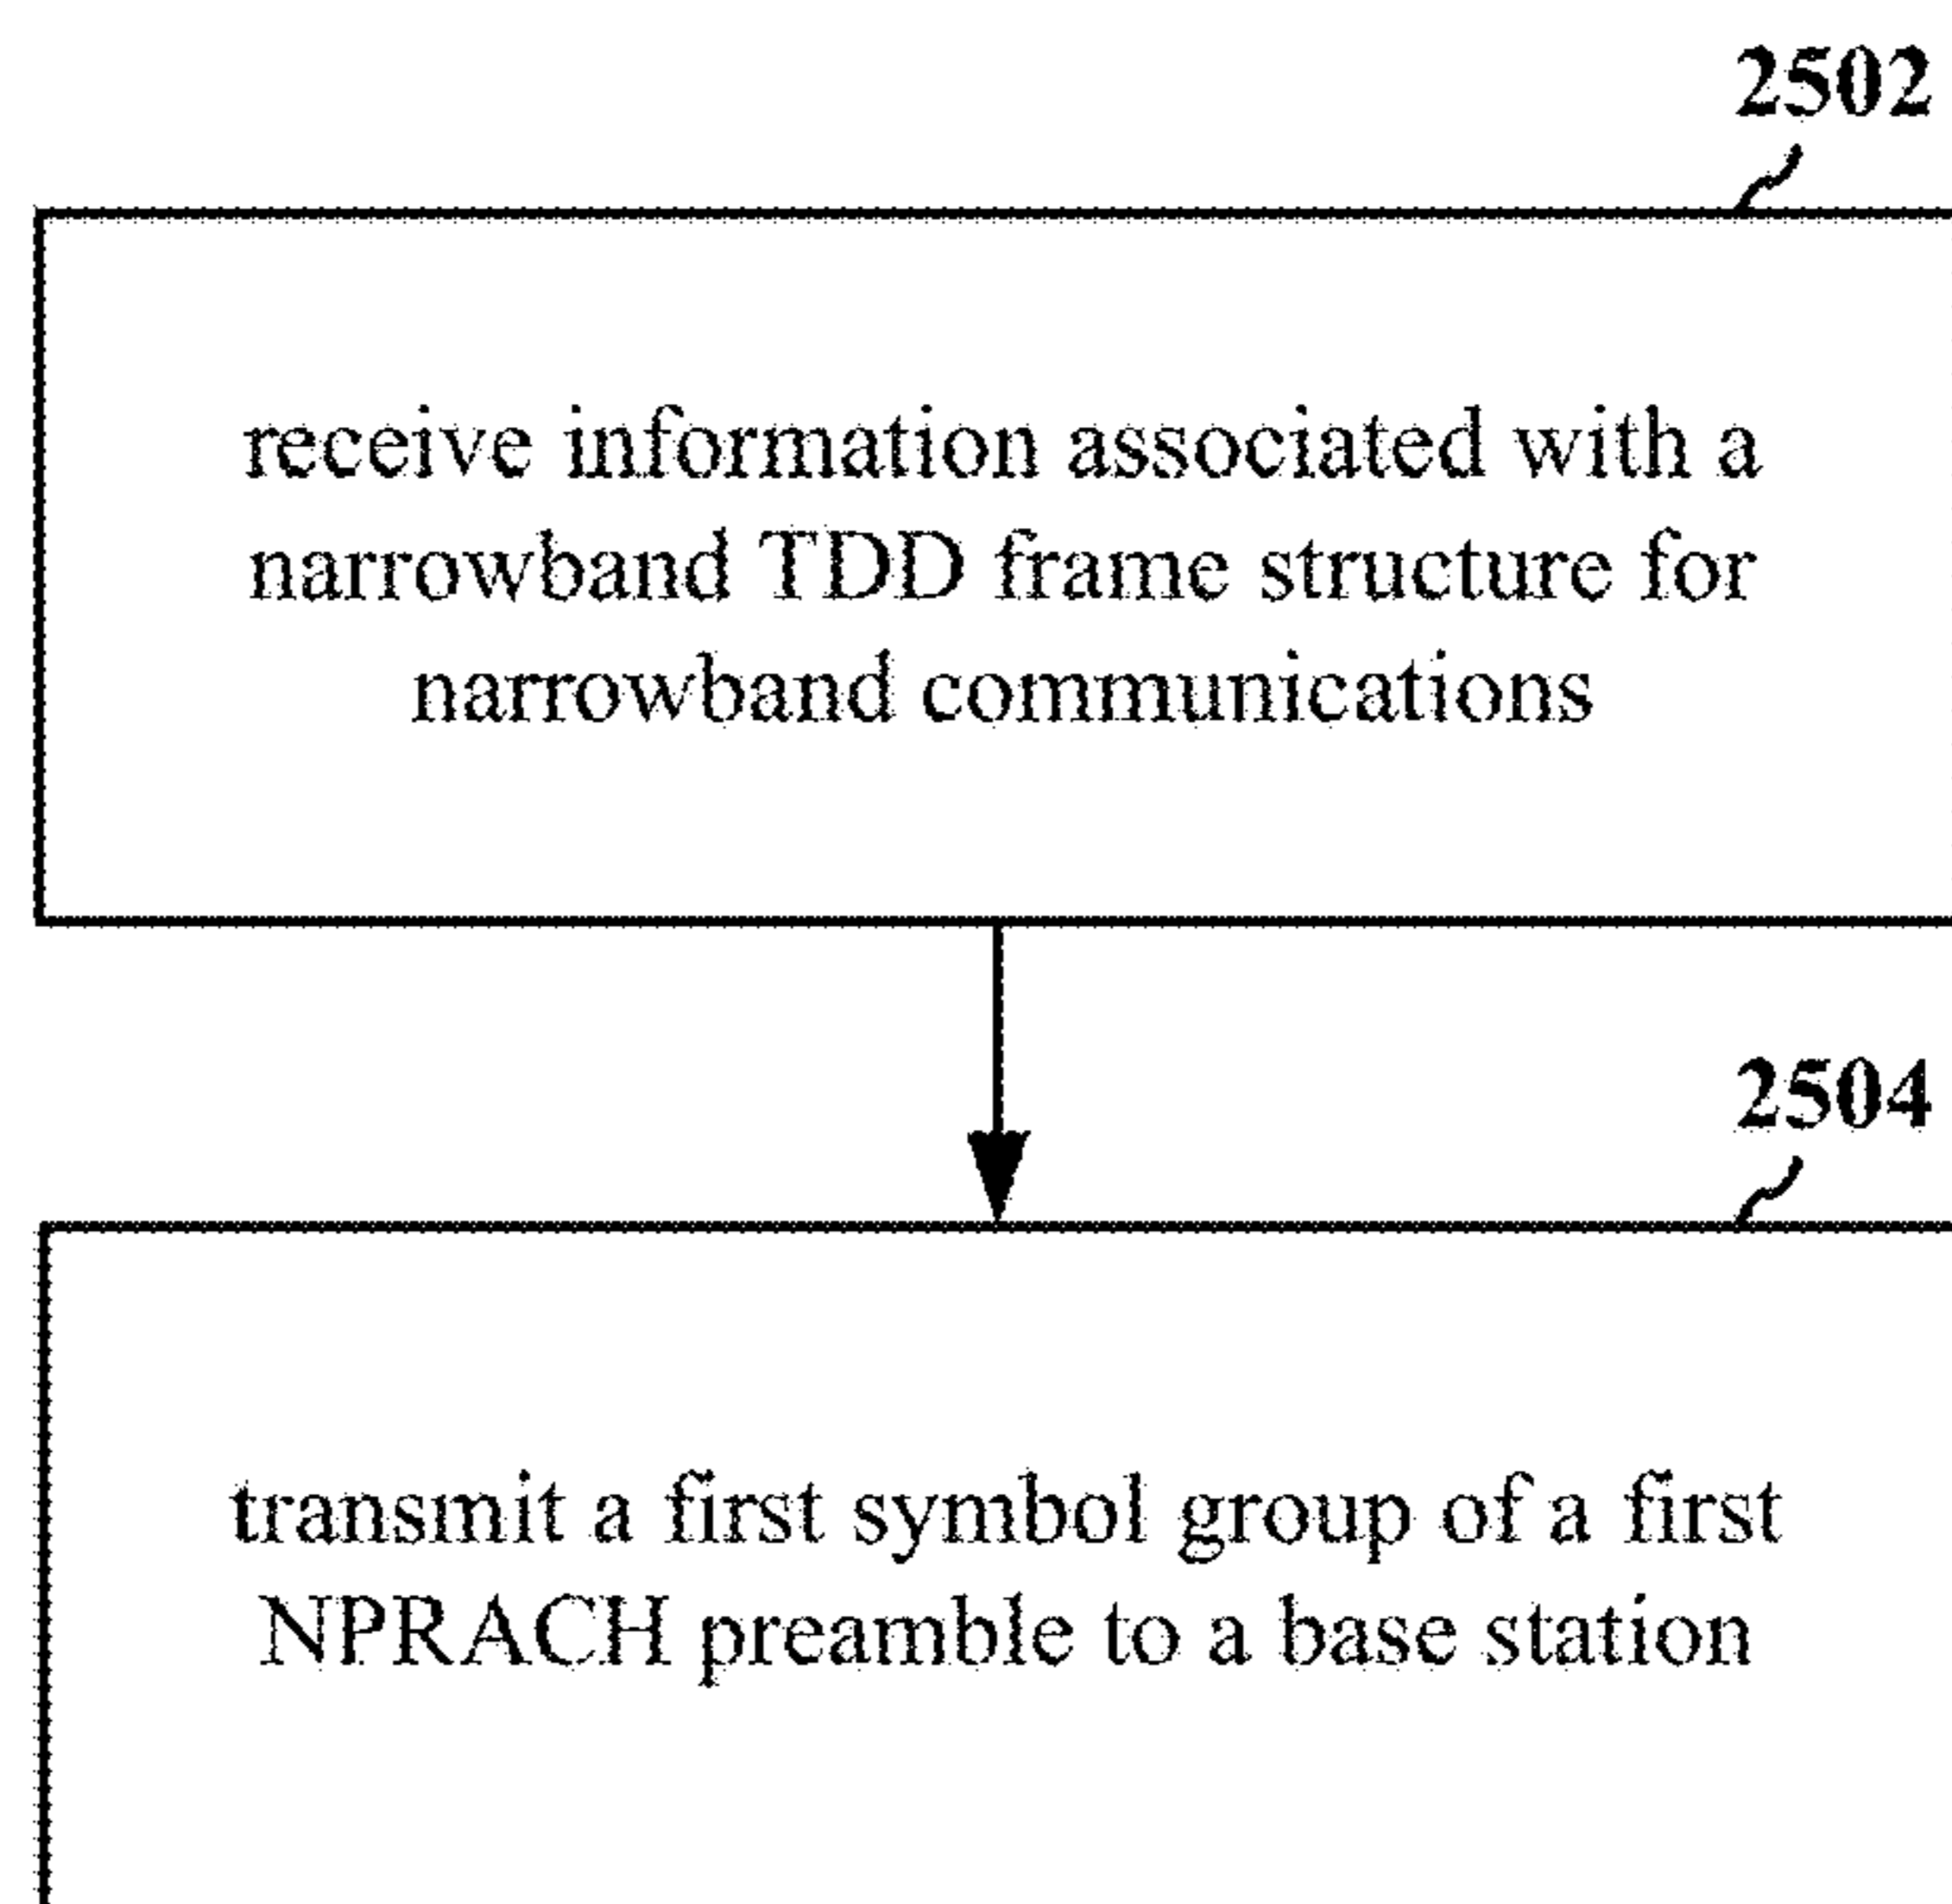 2502
receive information associated with a
narrowband TDD frame structure for
narrowband communications
2504
transmit a first symbol group of a first
NPRACH preamble to a base station